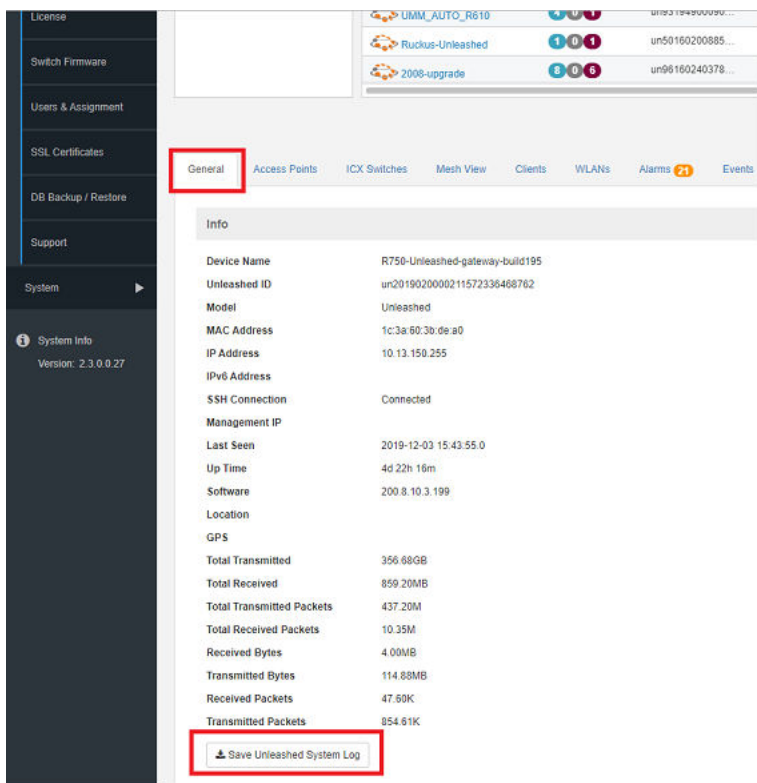 License
Switch Firmware
Users & Assignment
SSL Certificates
DB Backup / Restore
Support
System
System Info
Version: 2.3.0.0.27
UMM_AUTO_R610
Ruckus-Unleashed 1 0 1 un50160200885...
2008-upgrade 8 0 6 un96160240378...
General Access Points ICX Switches Mesh View Clients WLANs Alarms 21 Events
Info
Device Name R750-Unleashed-gateway-build195
Unleashed ID un2019020000211572336468762
Model Unleashed
MAC Address 1c:3a:60:3b:de:a0
IP Address 10.13.150.255
IPv6 Address
SSH Connection Connected
Management IP
Last Seen 2019-12-03 15:43:55.0
Up Time 4d 22h 16m
Software 200.8.10.3.199
Location
GPS
Total Transmitted 356.68GB
Total Received 859.20MB
Total Transmitted Packets 437.20M
Total Received Packets 10.35M
Received Bytes 4.00MB
Transmitted Bytes 114.88MB
Received Packets 47.60K
Transmitted Packets 854.61K
Save Unleashed System Log